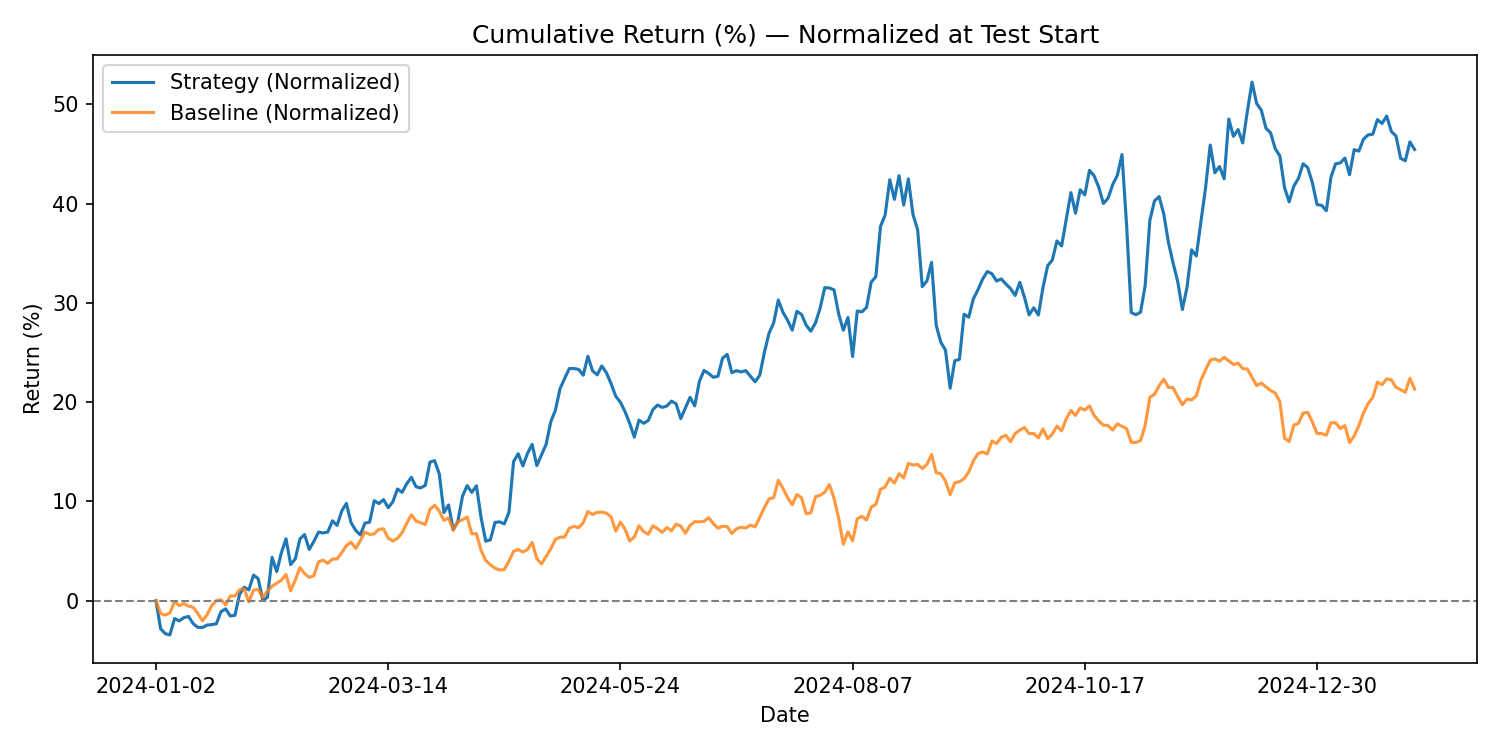 Cumulative Return (%) — Normalized at Test Start
Strategy (Normalized)
Baseline (Normalized)
Return (%)
50
40
30
20
10
0
2024-01-02
2024-03-14
2024-05-24
2024-08-07
2024-10-17
2024-12-30
Date